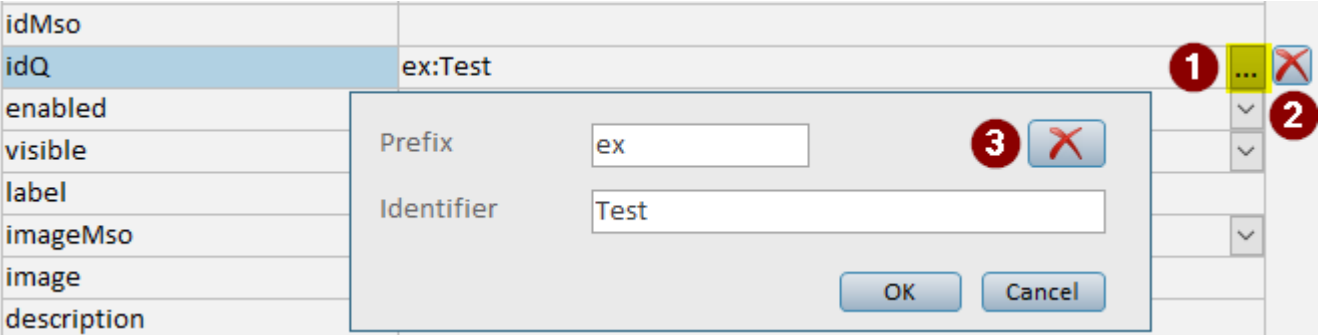 idMso
idQ ex:Test 1 ...
enabled 2
visible Prefix ex 3
label
imageMso Identifier Test
image
description OK Cancel